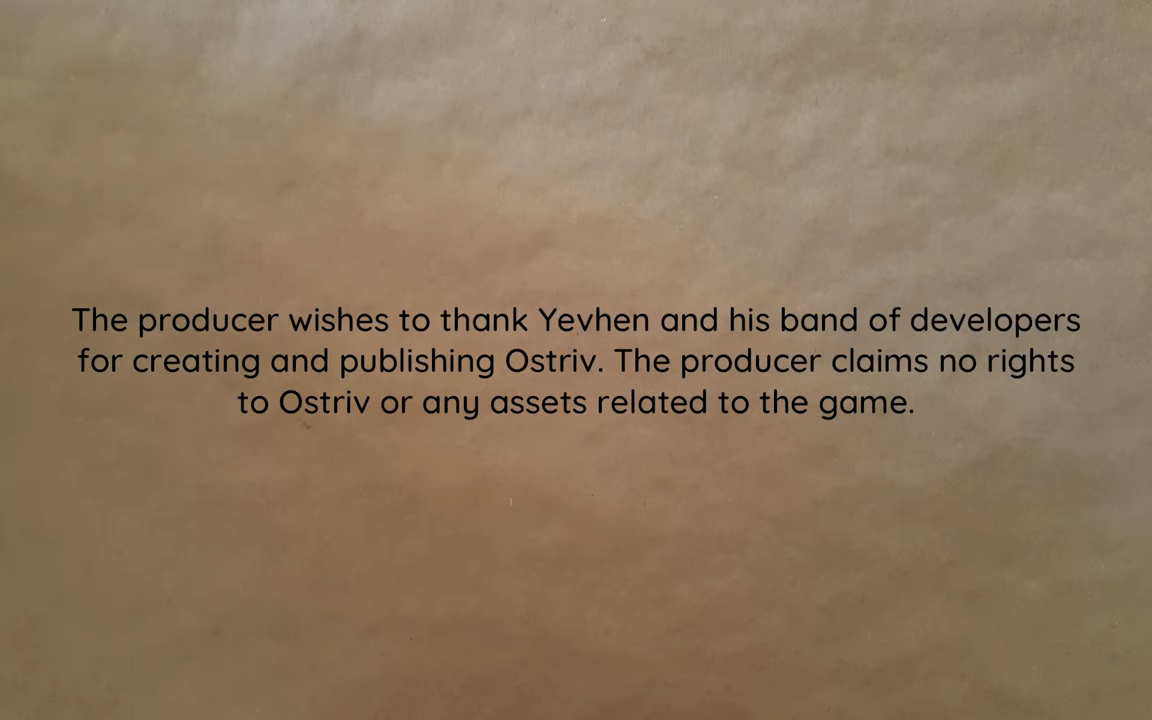 The producer wishes to thank Yevhen and his band of developers
for creating and publishing Ostriv. The producer claims no rights
to Ostriv or any assets related to the game.